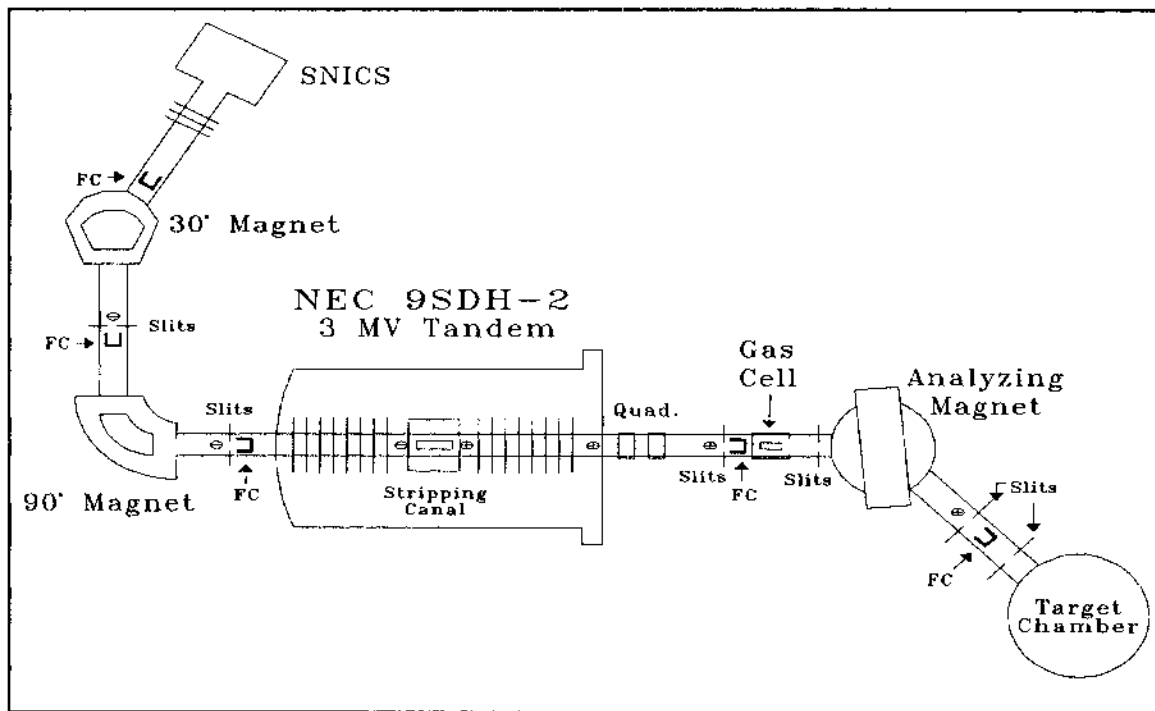 SNICS
FC
30° Magnet
Slits
FC
NEC 9SDH-2
3 MV Tandem
Gas
Cell
Analyzing
Magnet
Slits
Quad.
FC
90° Magnet
Stripping
Canal
Slits
FC
Slits
Slits
FC
Target
Chamber